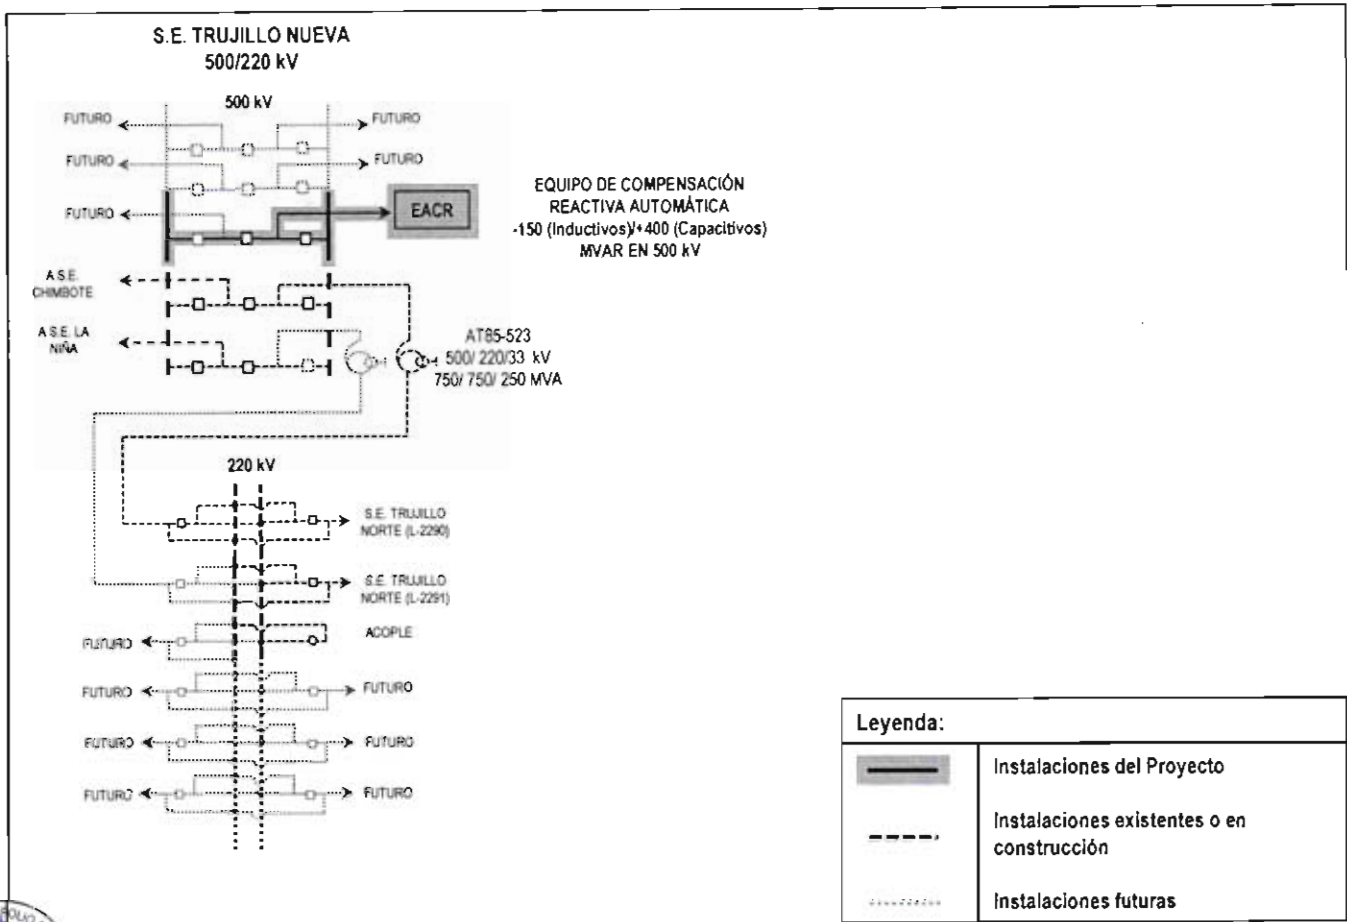 S.E. TRUJILLO NUEVA
500/220 kV
500 kV
FUTURO
FUTURO
FUTURO
FUTURO
FUTURO
EACR
EQUIPO DE COMPENSACIÓN
REACTIVA AUTOMÁTICA
-150 (Inductivos)/+400 (Capacitivos)
MVAR EN 500 kV
A S.E.
CHIMBOTE
A S.E. LA
NIÑA
AT85-523
500/ 220/33 kV
750/ 750/ 250 MVA
220 kV
S.E. TRUJILLO
NORTE (L-2290)
S.E. TRUJILLO
NORTE (L-2291)
FUTURO
ACOPLE
FUTURO
FUTURO
FUTURO
FUTURO
FUTURO
FUTURO
Leyenda:
Instalaciones del Proyecto
Instalaciones existentes o en
construcción
Instalaciones futuras
FOLIO